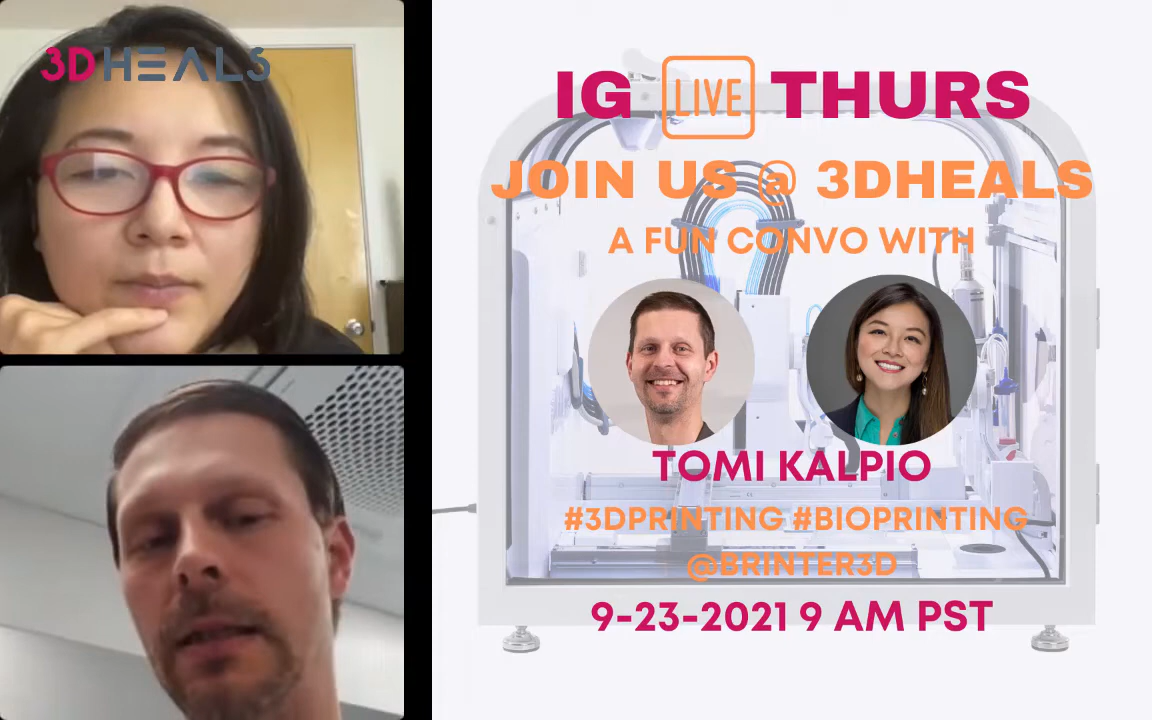 3DHEALS
IG LIVE THURS
JOIN US @ 3DHEALS
A FUN CONVO WITH
TOMI KALPIO
#3DPRINTING #BIOPRINTING
@BRINTER3D
9-23-2021 9 AM PST